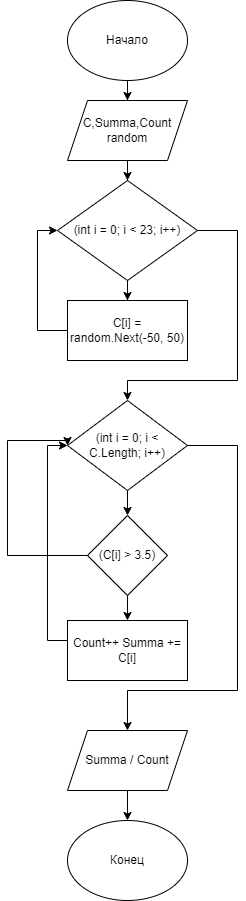 Начало
C,Summa,Count
random
(int i = 0; i < 23; i++)
C[i] =
random.Next(-50, 50)
(int i = 0; i <
C.Length; i++)
(C[i] > 3.5)
Count++ Summa +=
C[i]
Summa / Count
Конец